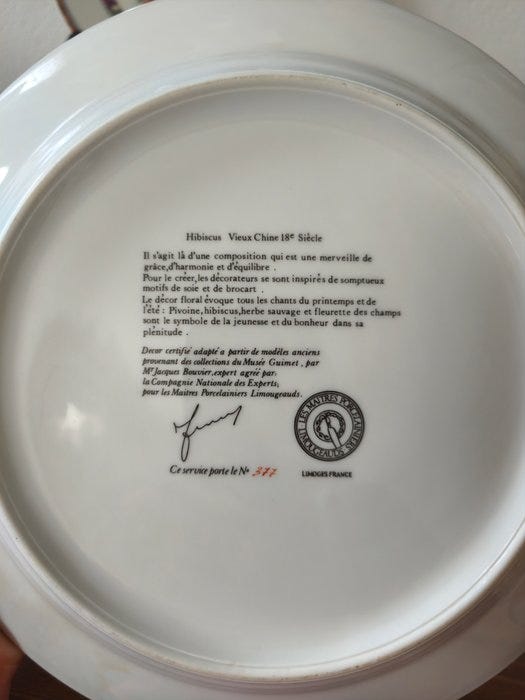 Hibiscus Vieux Chine 18e Siècle
Il s'agit là d'une composition qui est une merveille de
grâce,d'harmonie et d'équilibre .
Pour le créer,les décorateurs se sont inspirés de somptueux
motifs de soie et de brocart .
Le décor floral évoque tous les chants du printemps et de
l'été : Pivoine,hibiscus,herbe sauvage et fleurette des champs
sont le symbole de la jeunesse et du bonheur dans sa
plénitude .
Decor certifié adapté a partir de modèles anciens
provenant des collections du Musée Guimet , par
Mr Jacques Bouvier,expert agréé par
la Compagnie Nationale des Experts,
pour les Maitres Porcelainiers Limougeauds.
LES MAITRES PORCELAINIERS LIMOUGEAUDS
Ce service porte le No 377
LIMOGES FRANCE